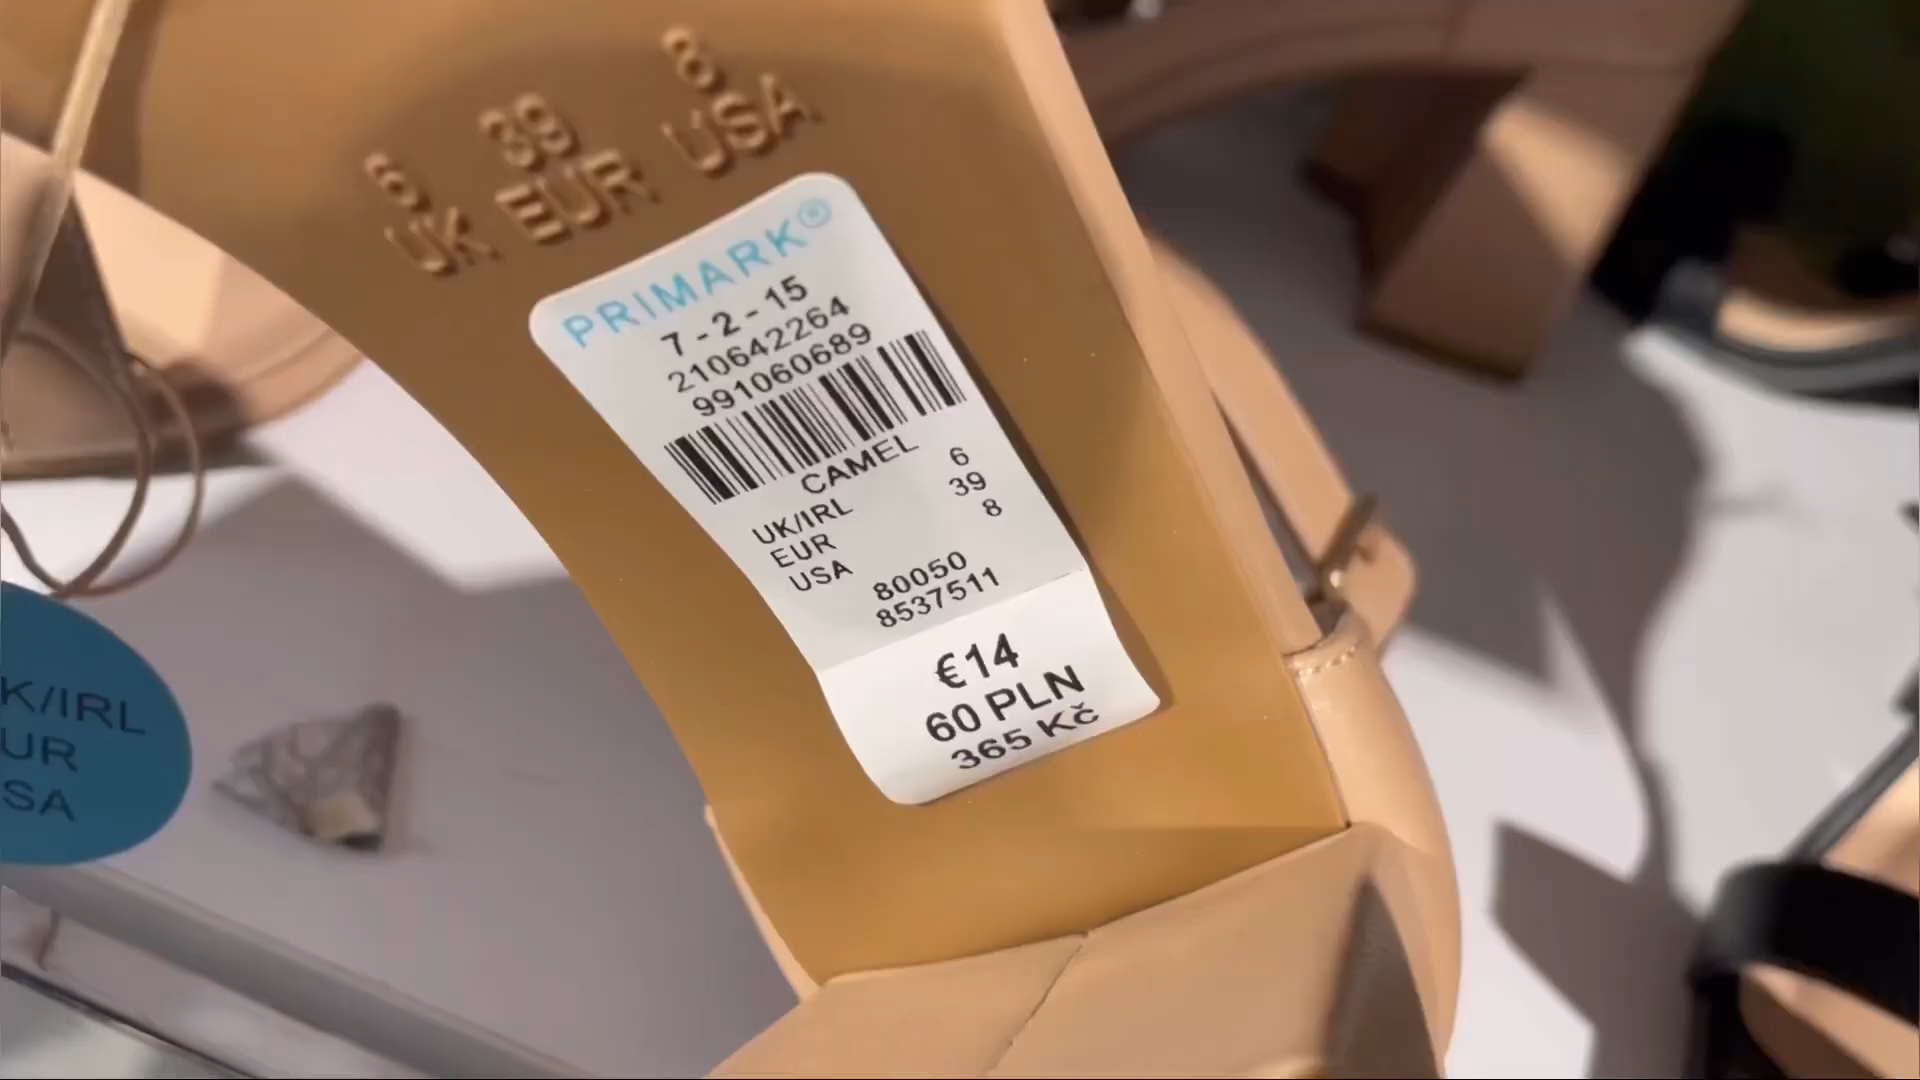 6 39 8
UK EUR USA
PRIMARK®
7 - 2 - 15
210642264
991060689
CAMEL
UK/IRL 6
EUR 39
USA 8
80050
8537511
€14
60 PLN
365 Kč
K/IRL
UR
SA